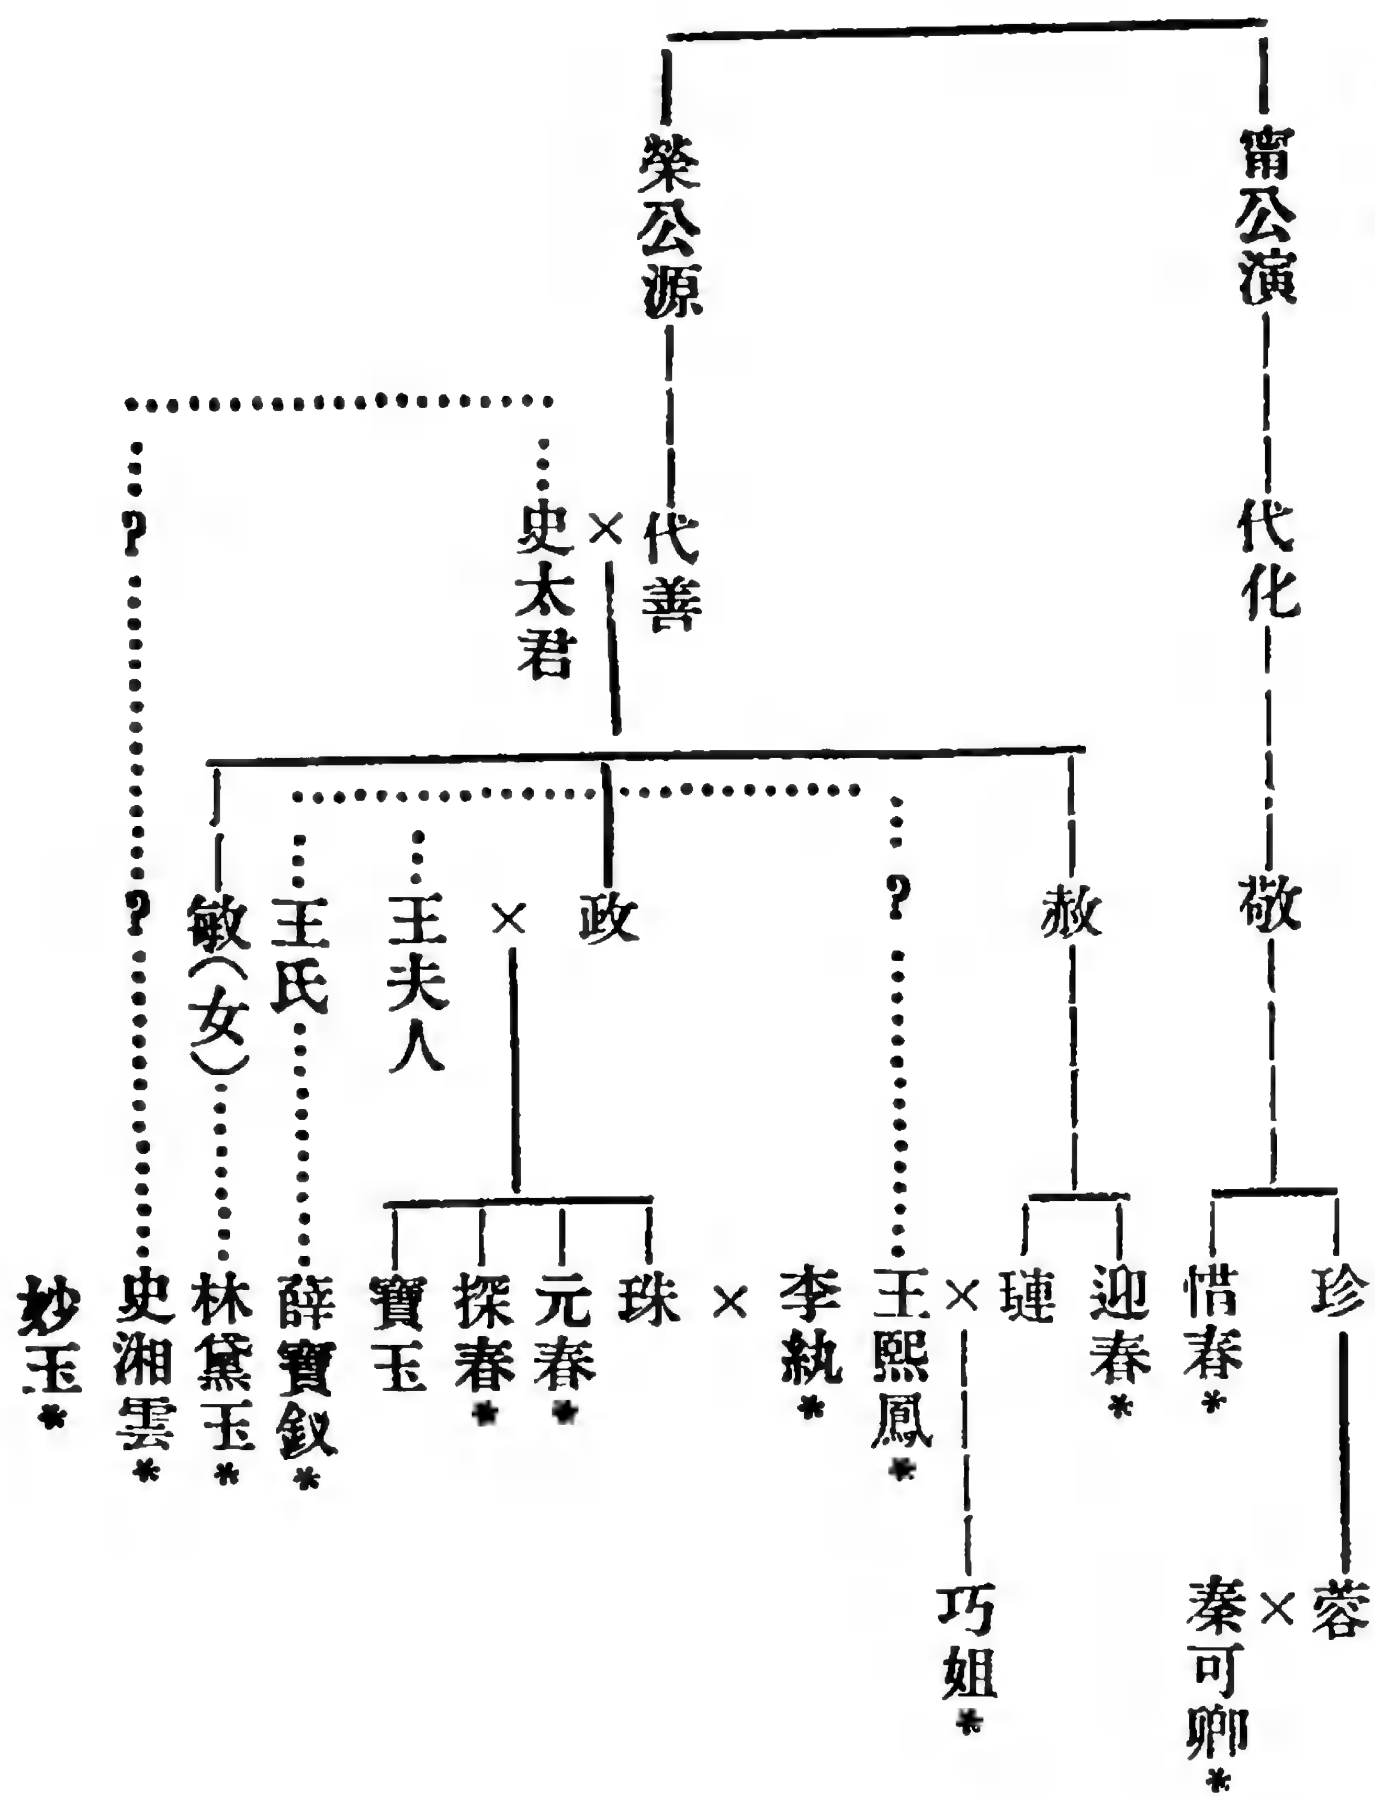 甯公演
榮公源
代化
代善
×
史太君
?
敬
赦
?
政
×
王夫人
王氏
敏(女)
?
珍
惜春*
迎春*
璉
×
王熙鳳*
李紈*
×
珠
元春*
探春*
寶玉
薛寶釵*
林黛玉*
史湘雲*
妙玉*
蓉
×
秦可卿*
巧姐*